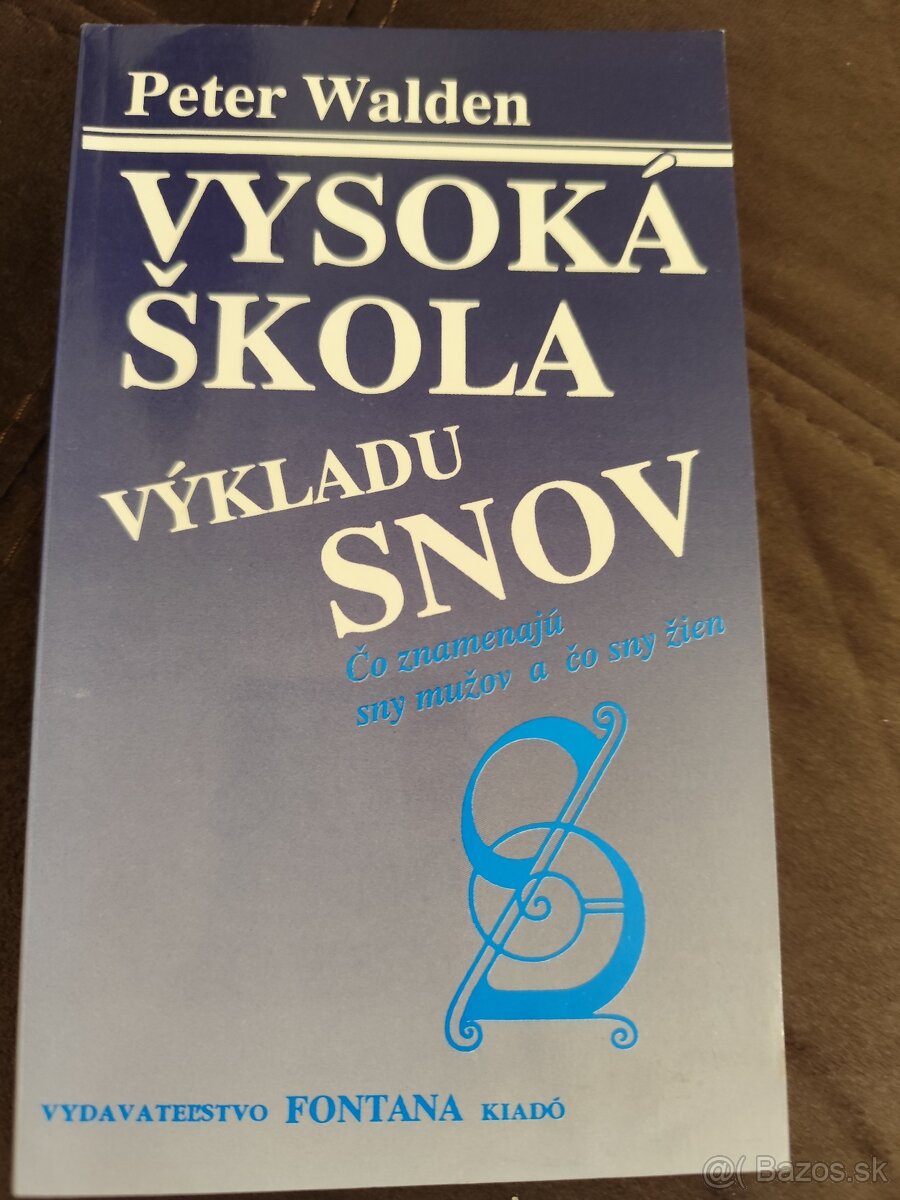 Peter Walden
VYSOKÁ
ŠKOLA
VÝKLADU
SNOV
Čo znamenajú
sny mužov a čo sny žien
VYDAVATEĽSTVO FONTANA KIADÓ
@( Bazos.sk